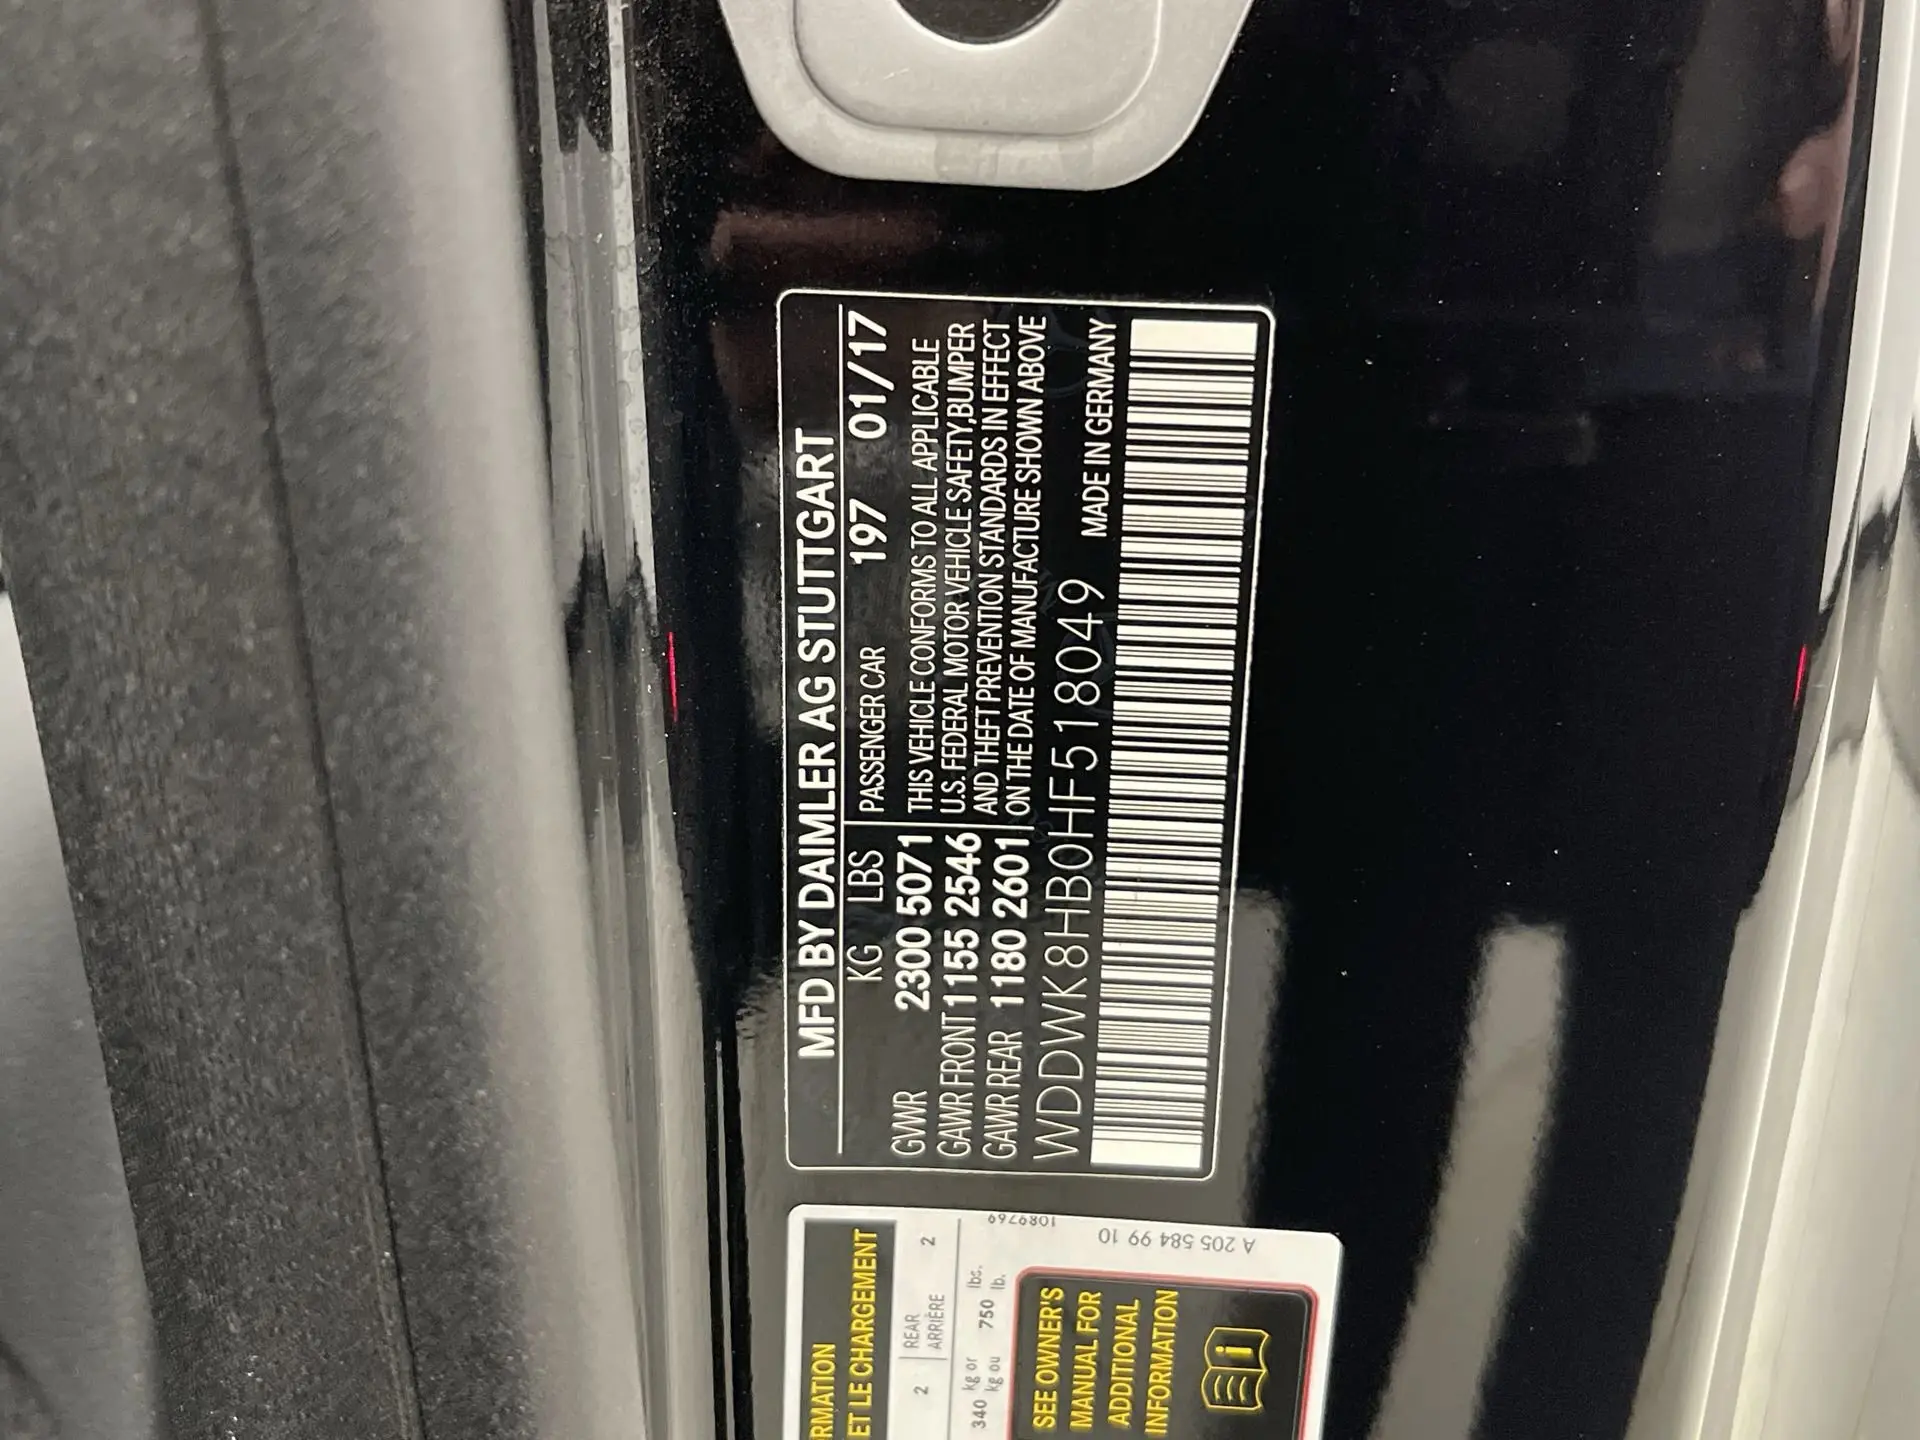 MFD BY DAIMLER AG STUTTGART
KG LBS PASSENGER CAR 197 01/17
GVWR 2300 5071
GAWR FRONT 1155 2546
GAWR REAR 1180 2601
THIS VEHICLE CONFORMS TO ALL APPLICABLE
U.S. FEDERAL MOTOR VEHICLE SAFETY,BUMPER
AND THEFT PREVENTION STANDARDS IN EFFECT
ON THE DATE OF MANUFACTURE SHOWN ABOVE
WDDWK8HB0HF518049 MADE IN GERMANY
RMATION
ET LE CHARGEMENT
2 REAR 2
ARRIÈRE
340 kg or 750 lbs.
kg ou lb.
SEE OWNER'S
MANUAL FOR
ADDITIONAL
INFORMATION
1089769
A 205 584 99 10